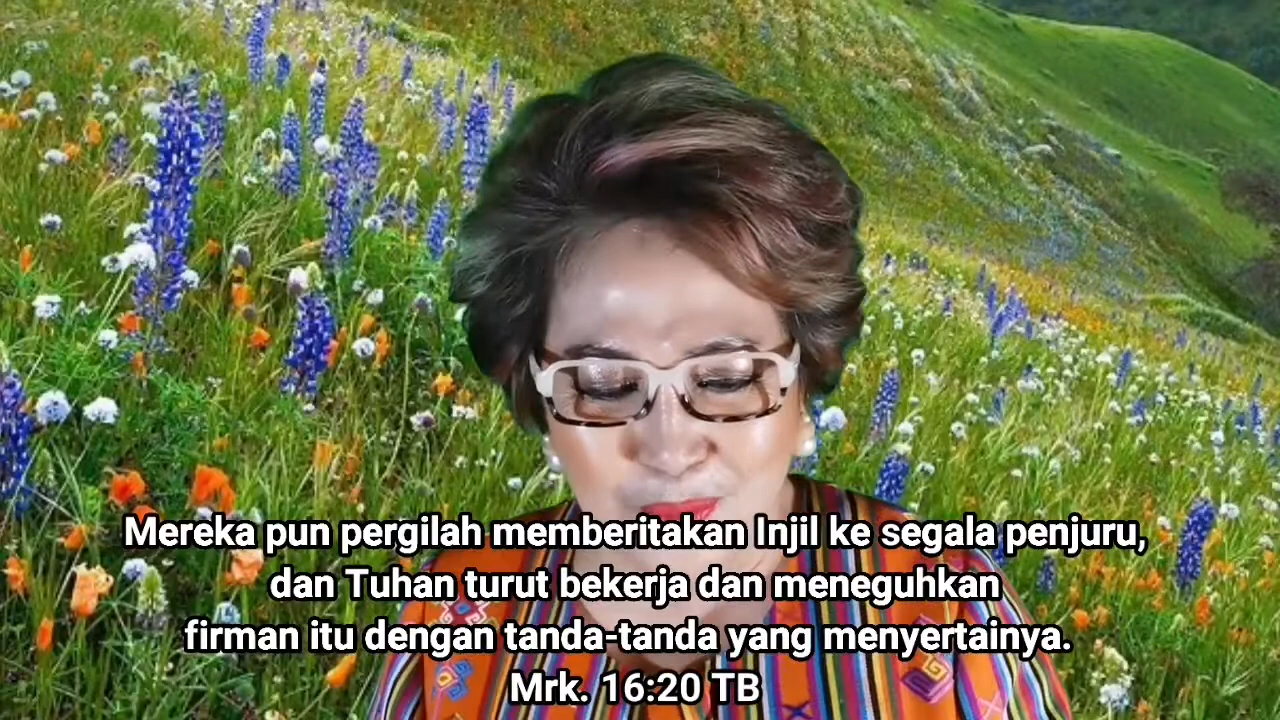 Mereka pun pergilah memberitakan Injil ke segala penjuru,
dan Tuhan turut bekerja dan meneguhkan
firman itu dengan tanda-tanda yang menyertainya.
Mrk. 16:20 TB